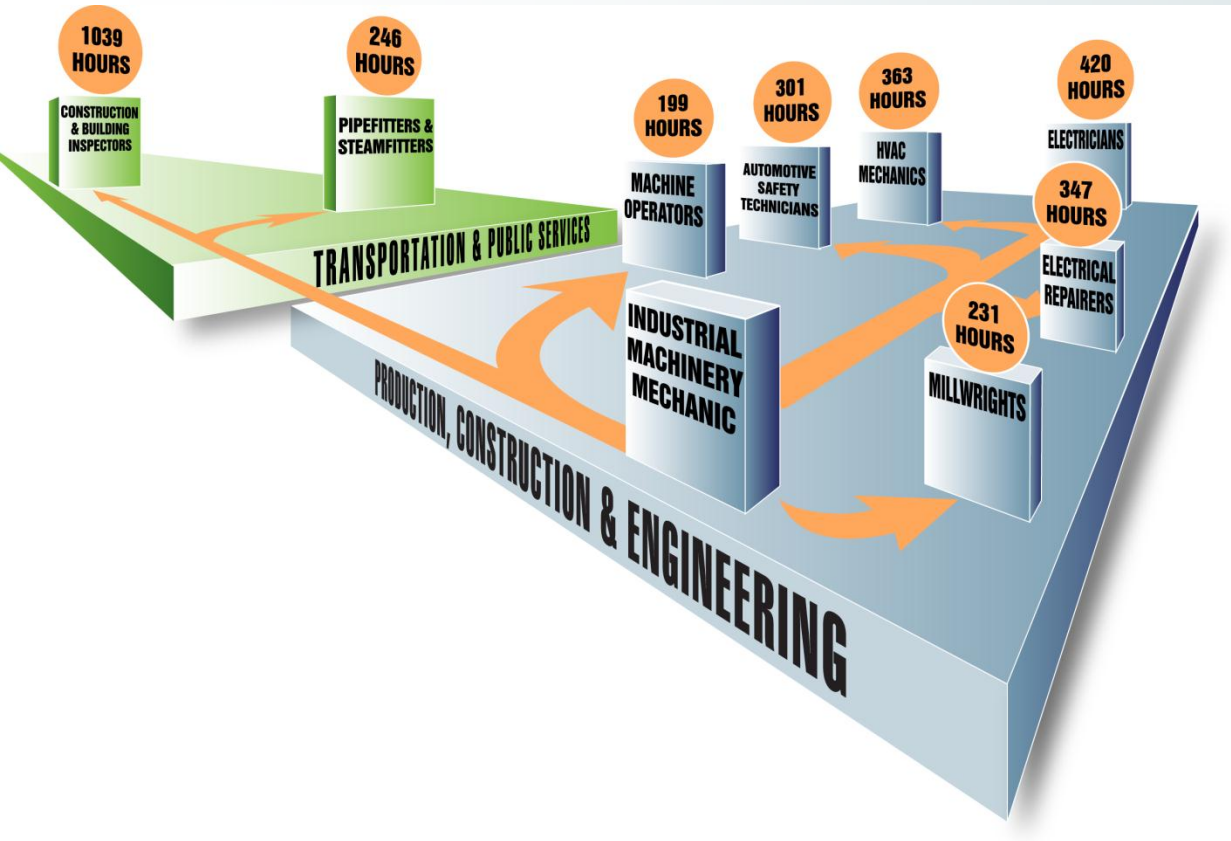 1039
HOURS
CONSTRUCTION
& BUILDING
INSPECTORS
246
HOURS
PIPEFITTERS &
STEAMFITTERS
TRANSPORTATION & PUBLIC SERVICES
199
HOURS
MACHINE
OPERATORS
301
HOURS
AUTOMOTIVE
SAFETY
TECHNICIANS
363
HOURS
HVAC
MECHANICS
420
HOURS
ELECTRICIANS
347
HOURS
ELECTRICAL
REPAIRERS
231
HOURS
MILLWRIGHTS
INDUSTRIAL
MACHINERY
MECHANIC
PRODUCTION, CONSTRUCTION & ENGINEERING